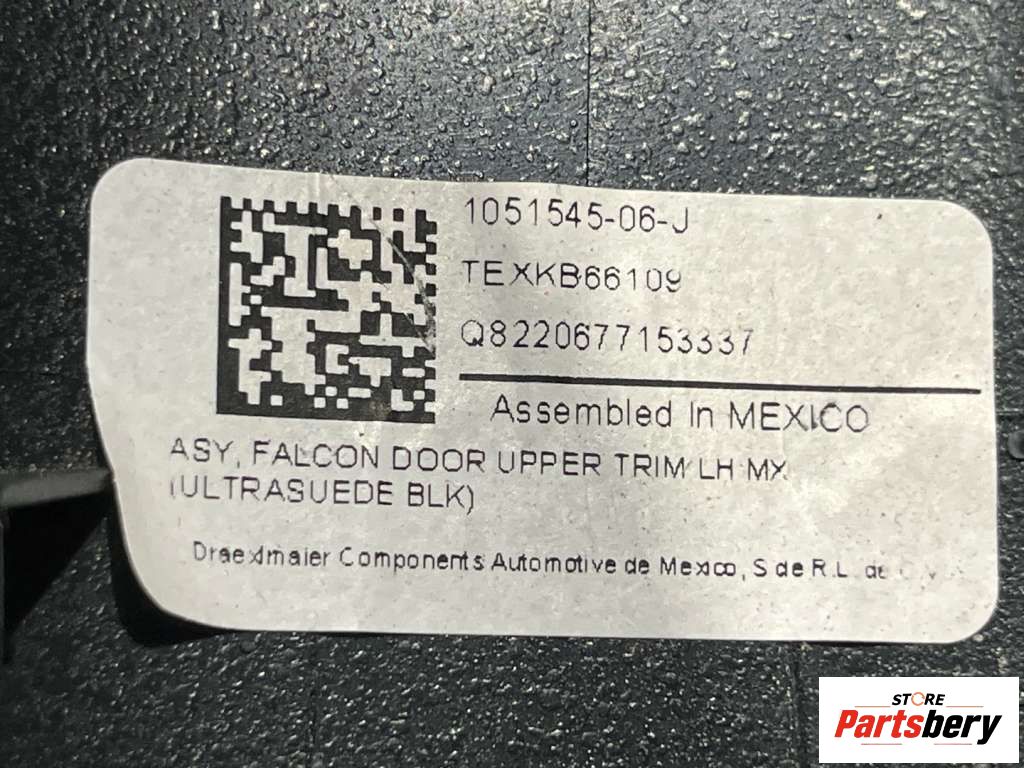 1051545-06-J
TEXKB66109
Q8220677153337
Assembled In MEXICO
ASY, FALCON DOOR UPPER TRIM LH MX
(ULTRASUEDE BLK)
Draexlmaier Components Automotive de Mexico, S de R.L. de
STORE
Partsbery